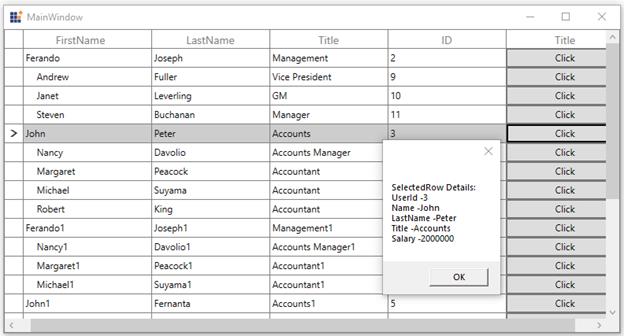 MainWindow
FirstName LastName Title ID Title
Ferando Joseph Management 2 Click
Andrew Fuller Vice President 9 Click
Janet Leverling GM 10 Click
Steven Buchanan Manager 11 Click
John Peter Accounts 3 Click
Nancy Davolio Accounts Manager Click
Margaret Peacock Accountant Click
Michael Suyama Accountant Click
Robert King Accountant Click
Ferando1 Joseph1 Management1 Click
Nancy1 Davolio1 Accounts Manager1 Click
Margaret1 Peacock1 Accountant1 Click
Michael1 Suyama1 Accountant1 Click
John1 Fernanta Accounts1 5 Click
SelectedRow Details:
UserId -3
Name -John
LastName -Peter
Title -Accounts
Salary -2000000
OK